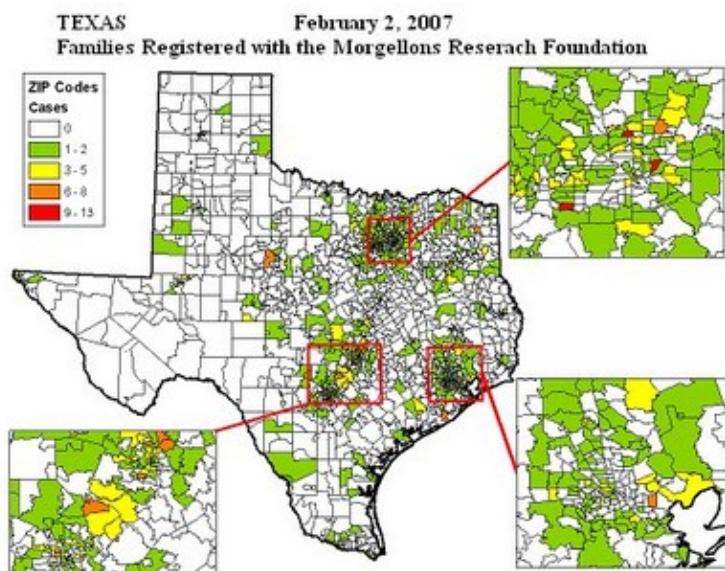 TEXAS February 2, 2007
Families Registered with the Morgellons Reserach Foundation
ZIP Codes
Cases
0
1 - 2
3 - 5
6 - 8
9 - 13